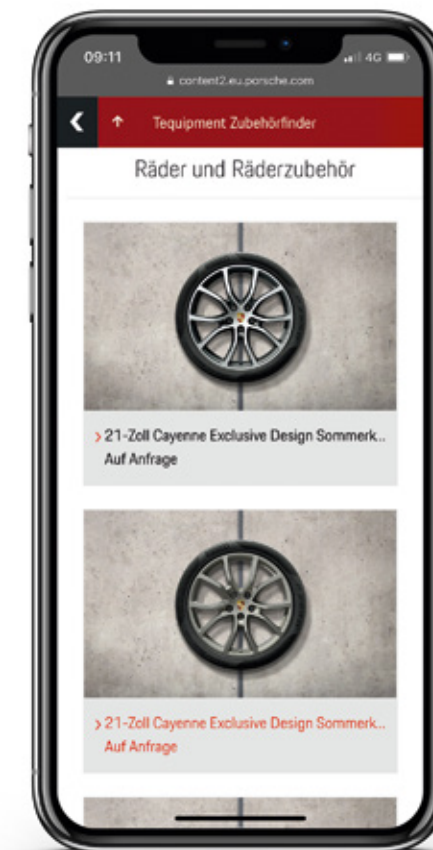 09:11
4G
content2.eu.porsche.com
Tequipment Zubehörfinder
Räder und Räderzubehör
21-Zoll Cayenne Exclusive Design Sommerk...
Auf Anfrage
21-Zoll Cayenne Exclusive Design Sommerk...
Auf Anfrage